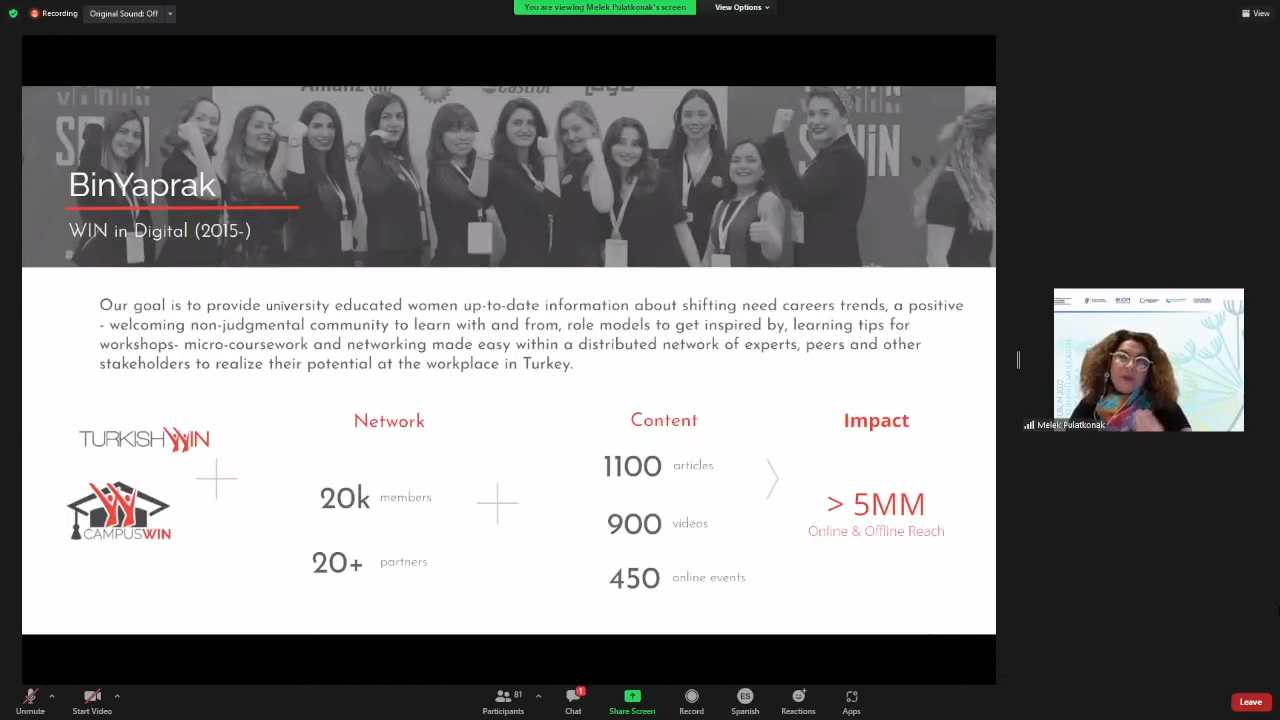 Recording
Original Sound: Off
You are viewing Melek Pulatkonak's screen
View Options
View
Allianz
Castrol
BinYaprak
WIN in Digital (2015-)
Our goal is to provide university educated women up-to-date information about shifting need careers trends, a positive
- welcoming non-judgmental community to learn with and from, role models to get inspired by, learning tips for
workshops- micro-coursework and networking made easy within a distributed network of experts, peers and other
stakeholders to realize their potential at the workplace in Turkey.
TURKISHWIN
CAMPUSWIN
Network
20k members
20+ partners
Content
1100 articles
900 videos
450 online events
Impact
> 5MM
Online & Offline Reach
Melek Pulatkonak
Unmute
Start Video
81
Participants
1
Chat
Share Screen
Record
ES
Spanish
Reactions
Apps
Leave